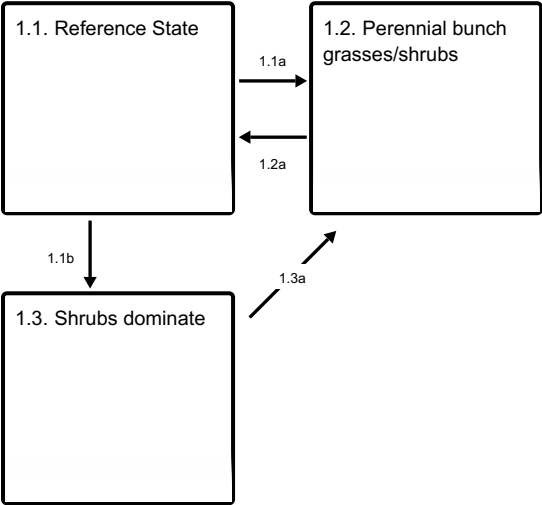 1.1. Reference State
1.2. Perennial bunch
grasses/shrubs
1.1a
1.2a
1.1b
1.3a
1.3. Shrubs dominate